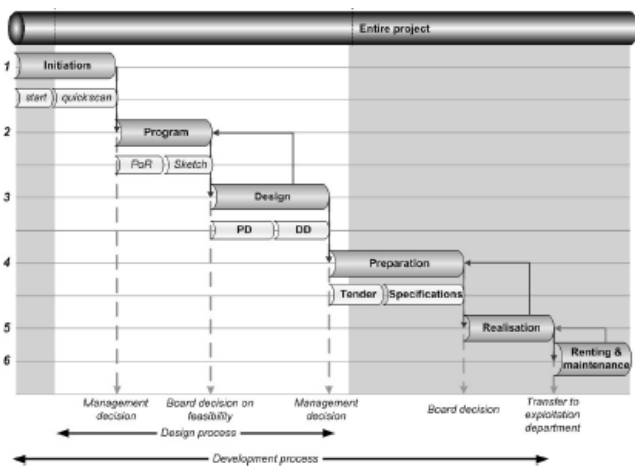 Entire project
1 Initiation
start quickscan
2 Program
PoR Sketch
3 Design
PD DD
4 Preparation
Tender Specifications
5 Realisation
6 Renting &
maintenance
Management
decision
Board decision on
feasibility
Management
decision
Board decision
Transfer to
exploitation
department
Design process
Development process